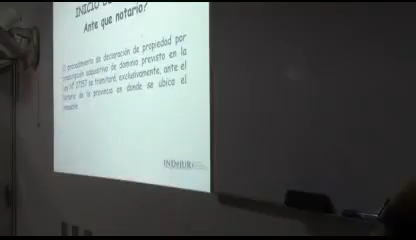 INICIO
Ante que notario?
El procedimiento de declaración de propiedad por
prescripción adquisitiva de dominio previsto en la
Ley Nº 27157 se tramitará, exclusivamente, ante el
Notario de la provincia en donde se ubica el
inmueble
INDEJUR